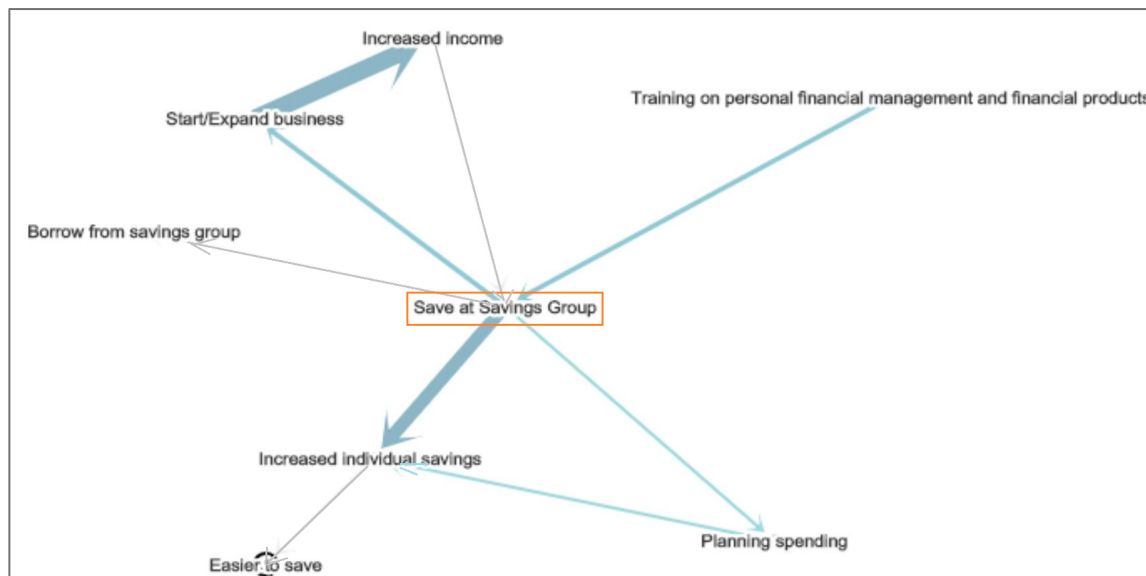 Increased income
Training on personal financial management and financial products
Start/Expand business
Borrow from savings group
Save at Savings Group
Increased individual savings
Planning spending
Easier to save